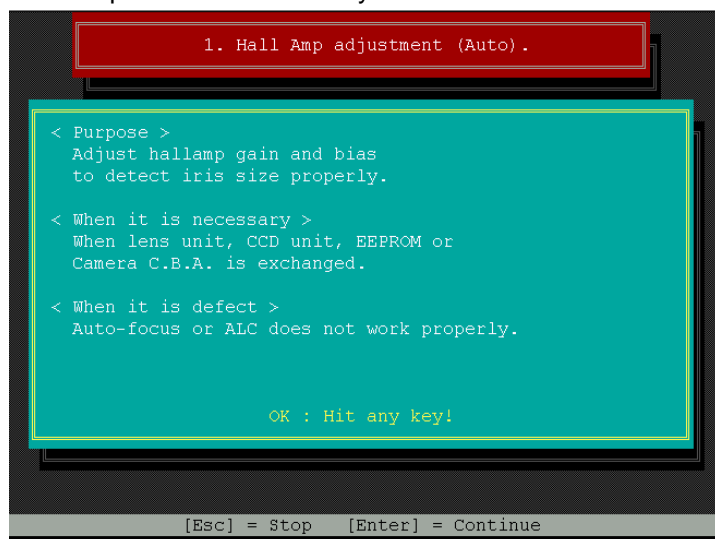 1. Hall Amp adjustment (Auto).
< Purpose >
Adjust hallamp gain and bias
to detect iris size properly.
< When it is necessary >
When lens unit, CCD unit, EEPROM or
Camera C.B.A. is exchanged.
< When it is defect >
Auto-focus or ALC does not work properly.
OK : Hit any key!
[Esc] = Stop [Enter] = Continue